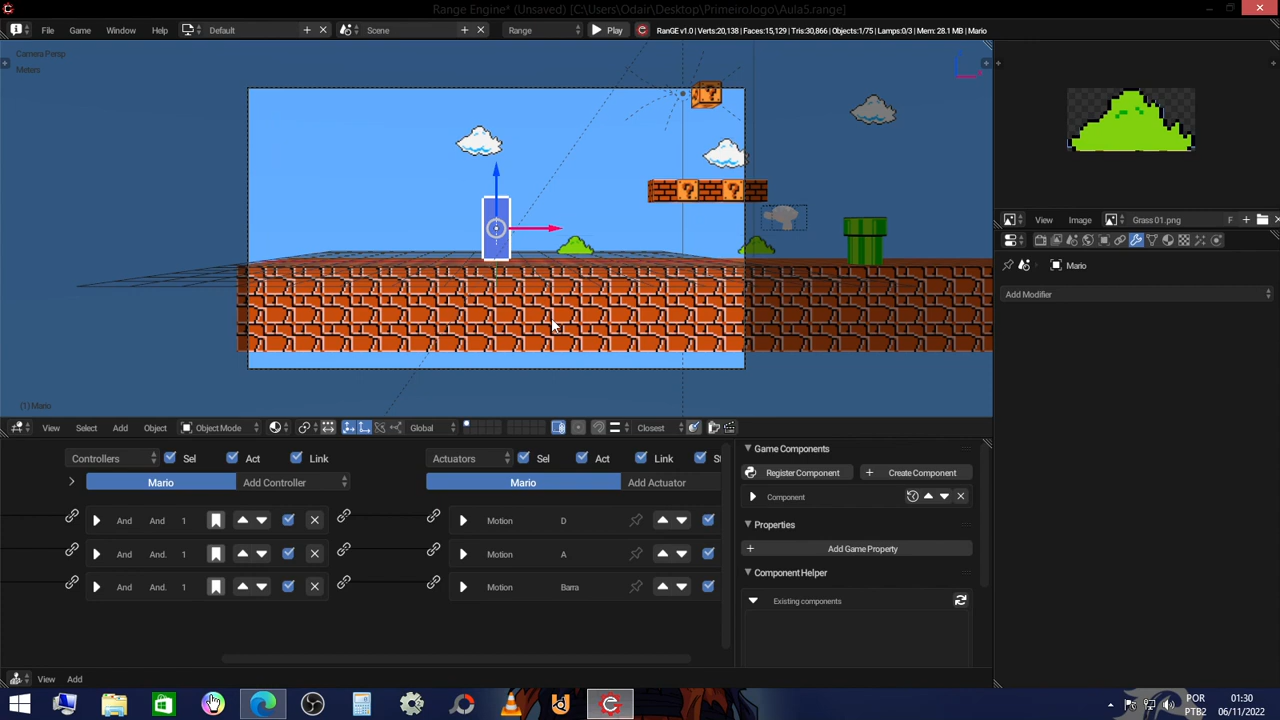 Range Engine* (Unsaved) [C:\Users\Odair\Desktop\PrimeiroJogo\Aula5.range]
File Game Window Help Default Scene Range Play RanGE v1.0 | Verts:20,138 | Faces:15,129 | Tris:30,866 | Objects:1/75 | Lamps:0/3 | Mem: 28.1 MB | Mario
Camera Persp
Meters
(1) Mario
View Select Add Object Object Mode Global Closest
View Image Grass 01.png F
Mario
Add Modifier
Controllers Sel Act Link Actuators Sel Act Link St
Mario Add Controller Mario Add Actuator
And And 1 Motion D
And And. 1 Motion A
And And. 1 Motion Barra
Game Components
Register Component Create Component
Component
Properties
Add Game Property
Component Helper
Existing components
View Add
POR 01:30
PTB2 06/11/2022